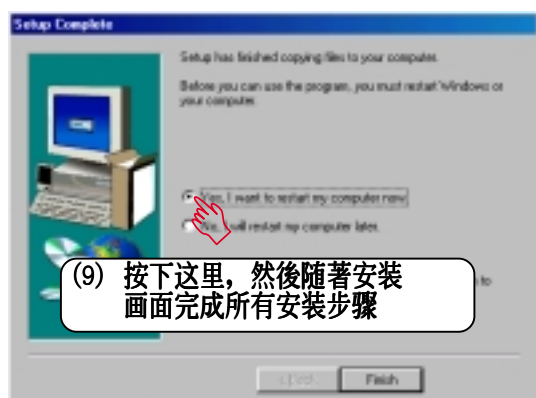 Setup Complete
Setup has finished copying files to your computer.
Before you can use the program, you must restart Windows or
your computer.
Yes, I want to restart my computer now.
No, I will restart my computer later.
(9) 按下这里，然後随著安装
画面完成所有安装步骤
to
< Back
Finish